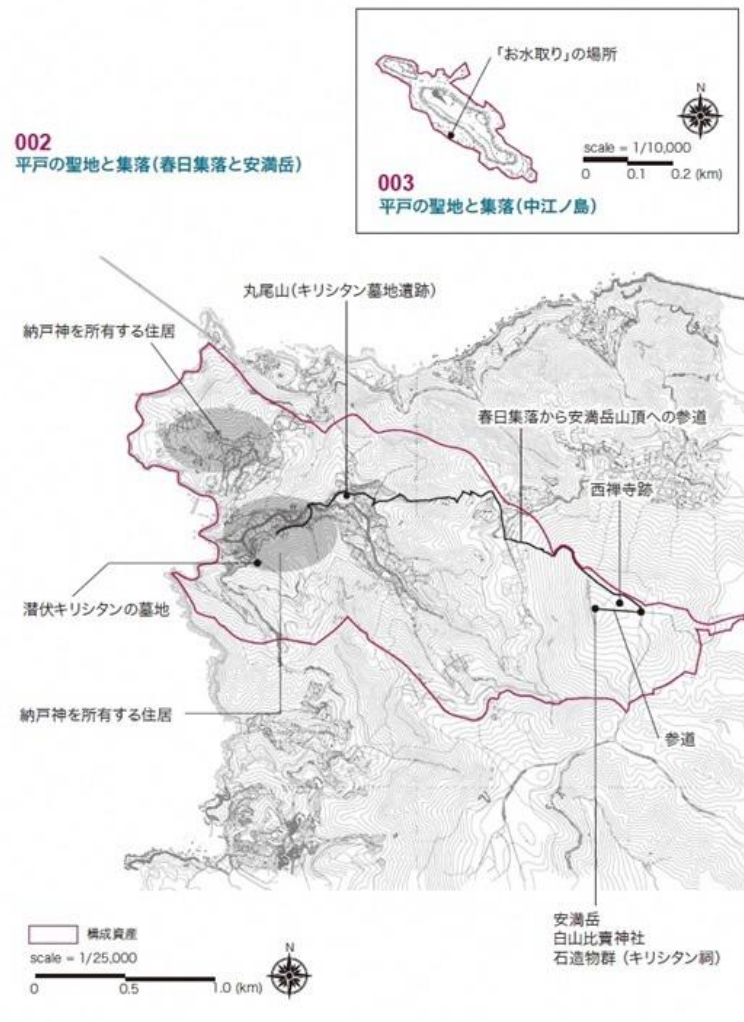 「お水取り」の場所
N
scale = 1/10,000
0 0.1 0.2 (km)
003
平戸の聖地と集落(中江ノ島)
002
平戸の聖地と集落(春日集落と安満岳)
丸尾山(キリシタン墓地遺跡)
納戸神を所有する住居
春日集落から安満岳山頂への参道
西禅寺跡
潜伏キリシタンの墓地
納戸神を所有する住居
参道
安満岳
白山比賣神社
石造物群(キリシタン祠)
構成資産
scale = 1/25,000
N
0 0.5 1.0 (km)